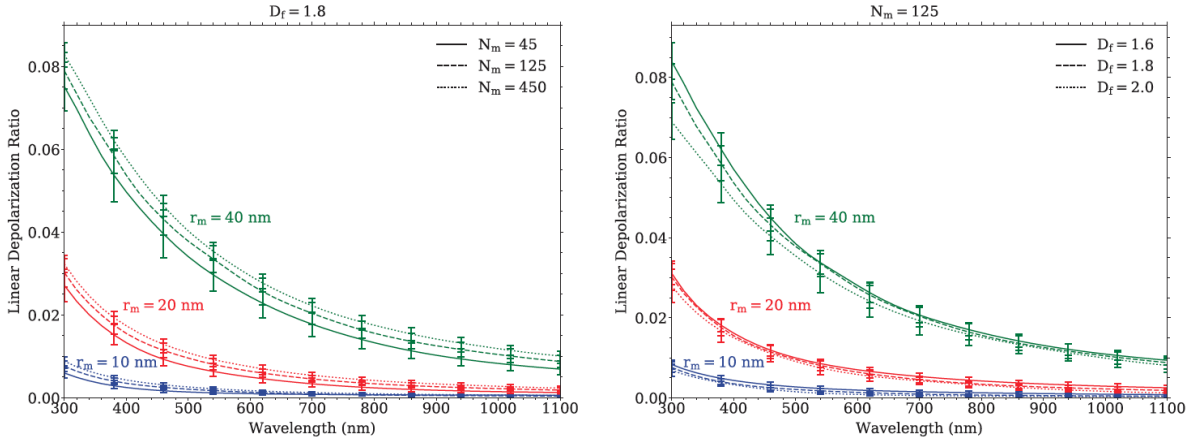 D_f = 1.8
N_m = 45
N_m = 125
N_m = 450
r_m = 40 nm
r_m = 20 nm
r_m = 10 nm
Linear Depolarization Ratio
0.08
0.06
0.04
0.02
0.00
300 400 500 600 700 800 900 1000 1100
Wavelength (nm)
N_m = 125
D_f = 1.6
D_f = 1.8
D_f = 2.0
r_m = 40 nm
r_m = 20 nm
r_m = 10 nm
Linear Depolarization Ratio
0.08
0.06
0.04
0.02
0.00
300 400 500 600 700 800 900 1000 1100
Wavelength (nm)